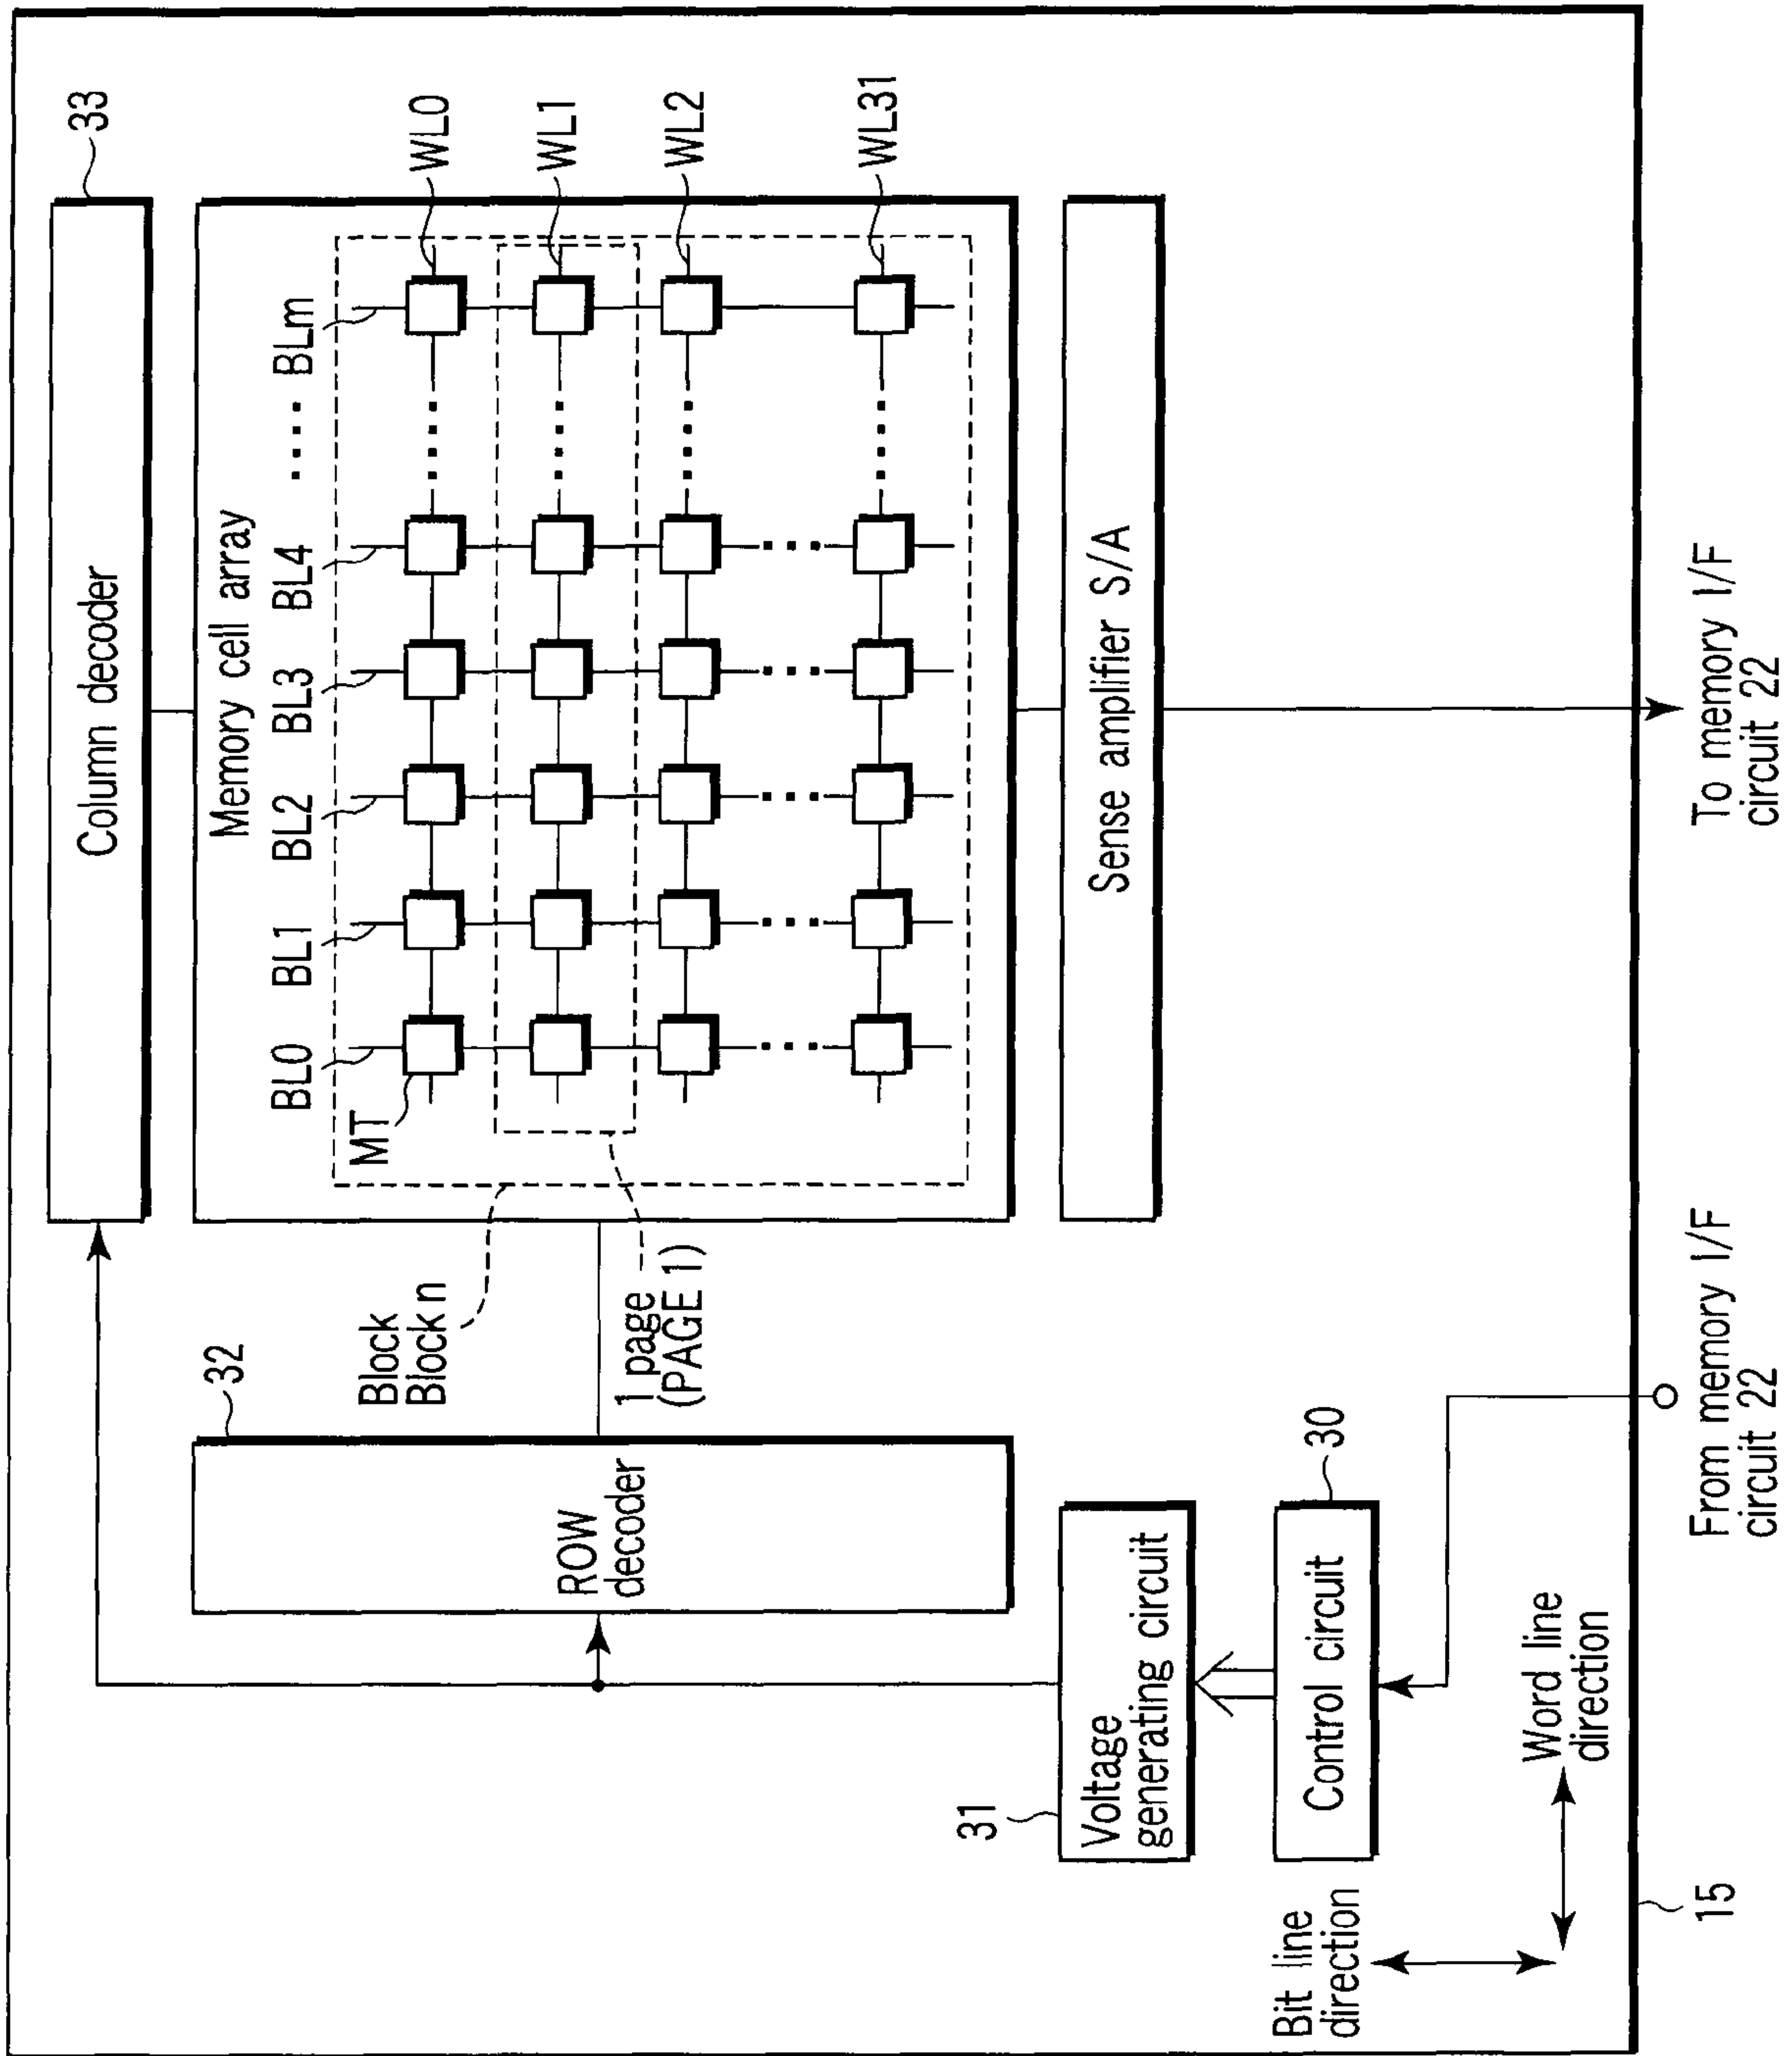 33
Column decoder
Memory cell array
BL0
BL1
BL2
BL3
BL4
BLm
MT
WL0
WL1
WL2
WL31
Block
Block n
1 page
(PAGE 1)
32
ROW
decoder
Sense amplifier S/A
31
Voltage
generating circuit
30
Control circuit
Bit line
direction
Word line
direction
15
From memory I/F
circuit 22
To memory I/F
circuit 22